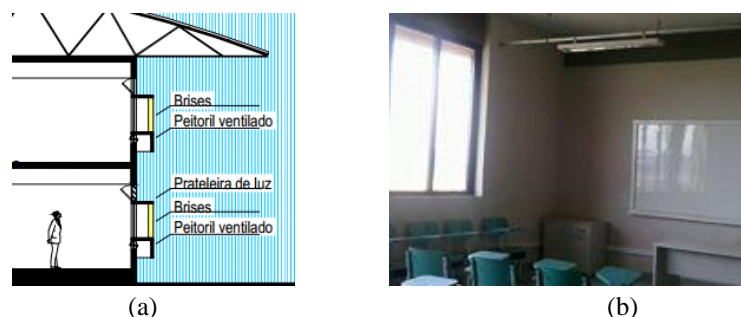 Brises
Peitoril ventilado
Prateleira de luz
Brises
Peitoril ventilado
(a)
(b)